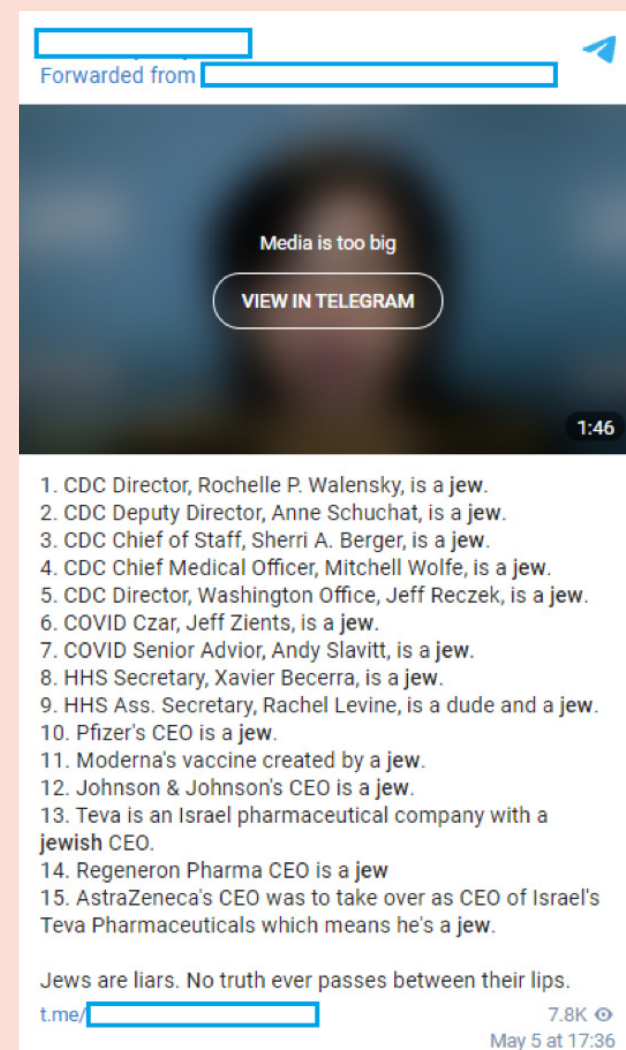 Forwarded from
Media is too big
VIEW IN TELEGRAM
1:46
1. CDC Director, Rochelle P. Walensky, is a jew.
2. CDC Deputy Director, Anne Schuchat, is a jew.
3. CDC Chief of Staff, Sherri A. Berger, is a jew.
4. CDC Chief Medical Officer, Mitchell Wolfe, is a jew.
5. CDC Director, Washington Office, Jeff Reczek, is a jew.
6. COVID Czar, Jeff Zients, is a jew.
7. COVID Senior Advior, Andy Slavitt, is a jew.
8. HHS Secretary, Xavier Becerra, is a jew.
9. HHS Ass. Secretary, Rachel Levine, is a dude and a jew.
10. Pfizer's CEO is a jew.
11. Moderna's vaccine created by a jew.
12. Johnson & Johnson's CEO is a jew.
13. Teva is an Israel pharmaceutical company with a
jewish CEO.
14. Regeneron Pharma CEO is a jew
15. AstraZeneca's CEO was to take over as CEO of Israel's
Teva Pharmaceuticals which means he's a jew.
Jews are liars. No truth ever passes between their lips.
t.me/
7.8K
May 5 at 17:36